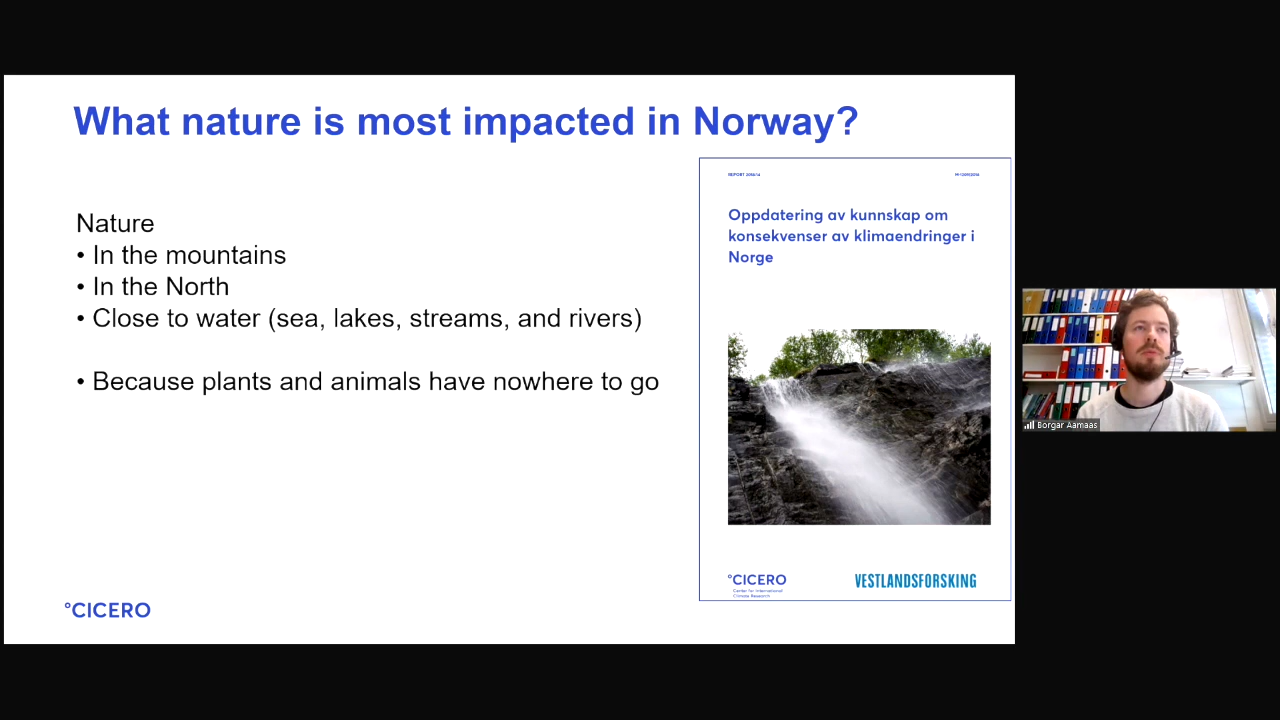 What nature is most impacted in Norway?
Nature
• In the mountains
• In the North
• Close to water (sea, lakes, streams, and rivers)
• Because plants and animals have nowhere to go
°CICERO
REPORT 2018:14
Oppdatering av kunnskap om
konsekvenser av klimaendringer i
Norge
°CICERO
Center for International
Climate Research
VESTLANDSFORSKING
Borgar Aamaas